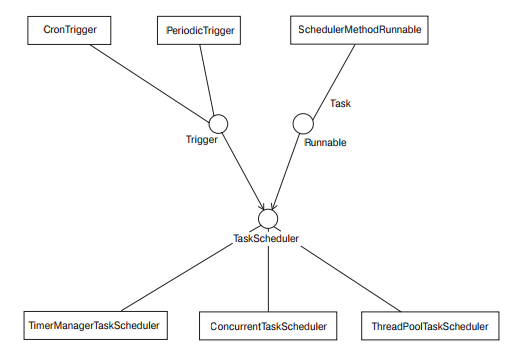 CronTrigger
PeriodicTrigger
SchedulerMethodRunnable
Task
Trigger
Runnable
TaskScheduler
TimerManagerTaskScheduler
ConcurrentTaskScheduler
ThreadPoolTaskScheduler